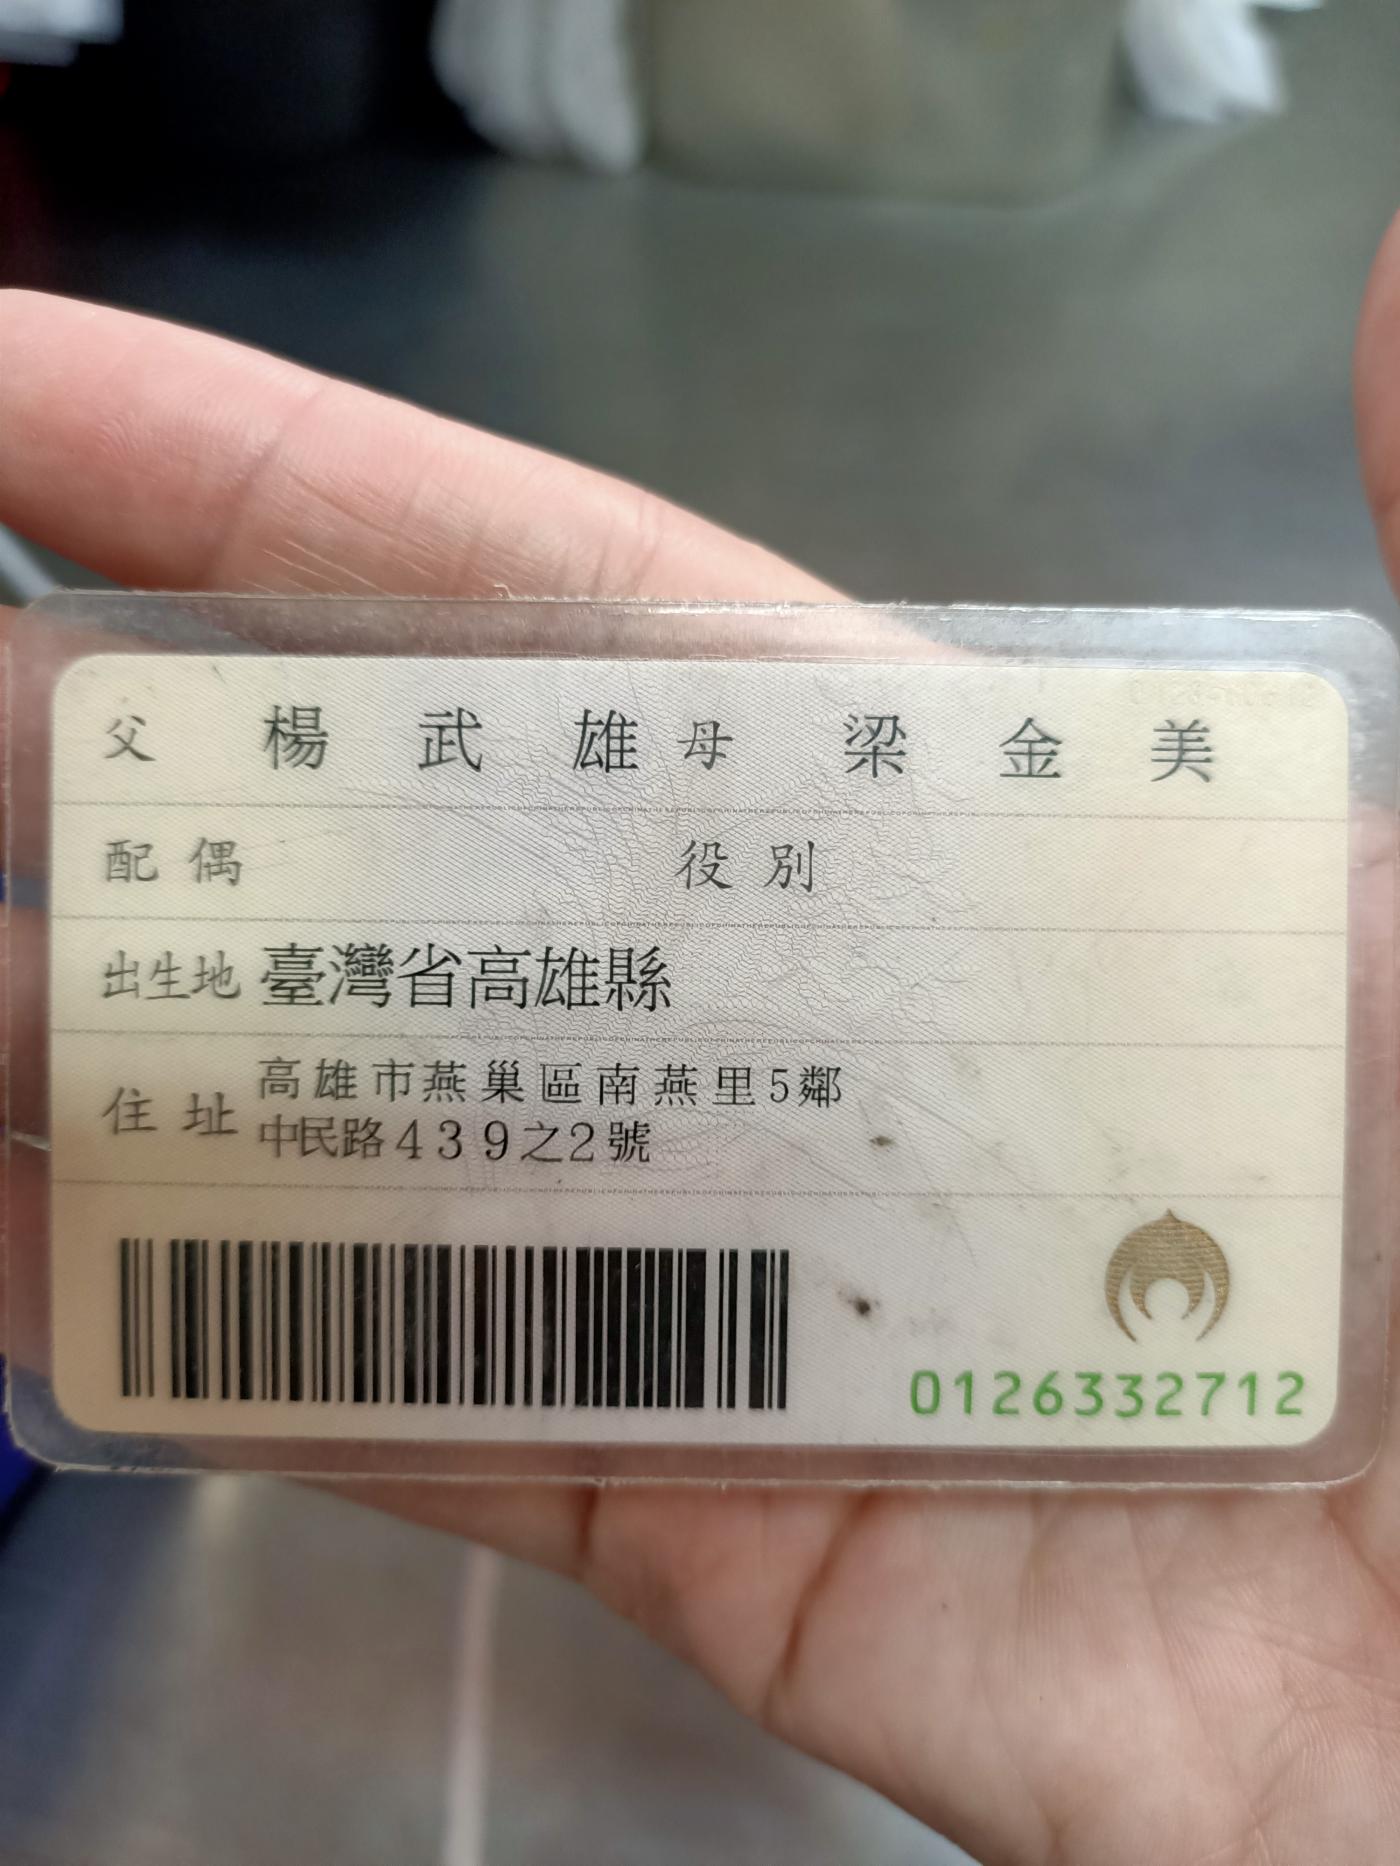 父 楊武雄 母 梁金美
配偶 役別
出生地 臺灣省高雄縣
住址 高雄市燕巢區南燕里5鄰
中民路439之2號
0126332712